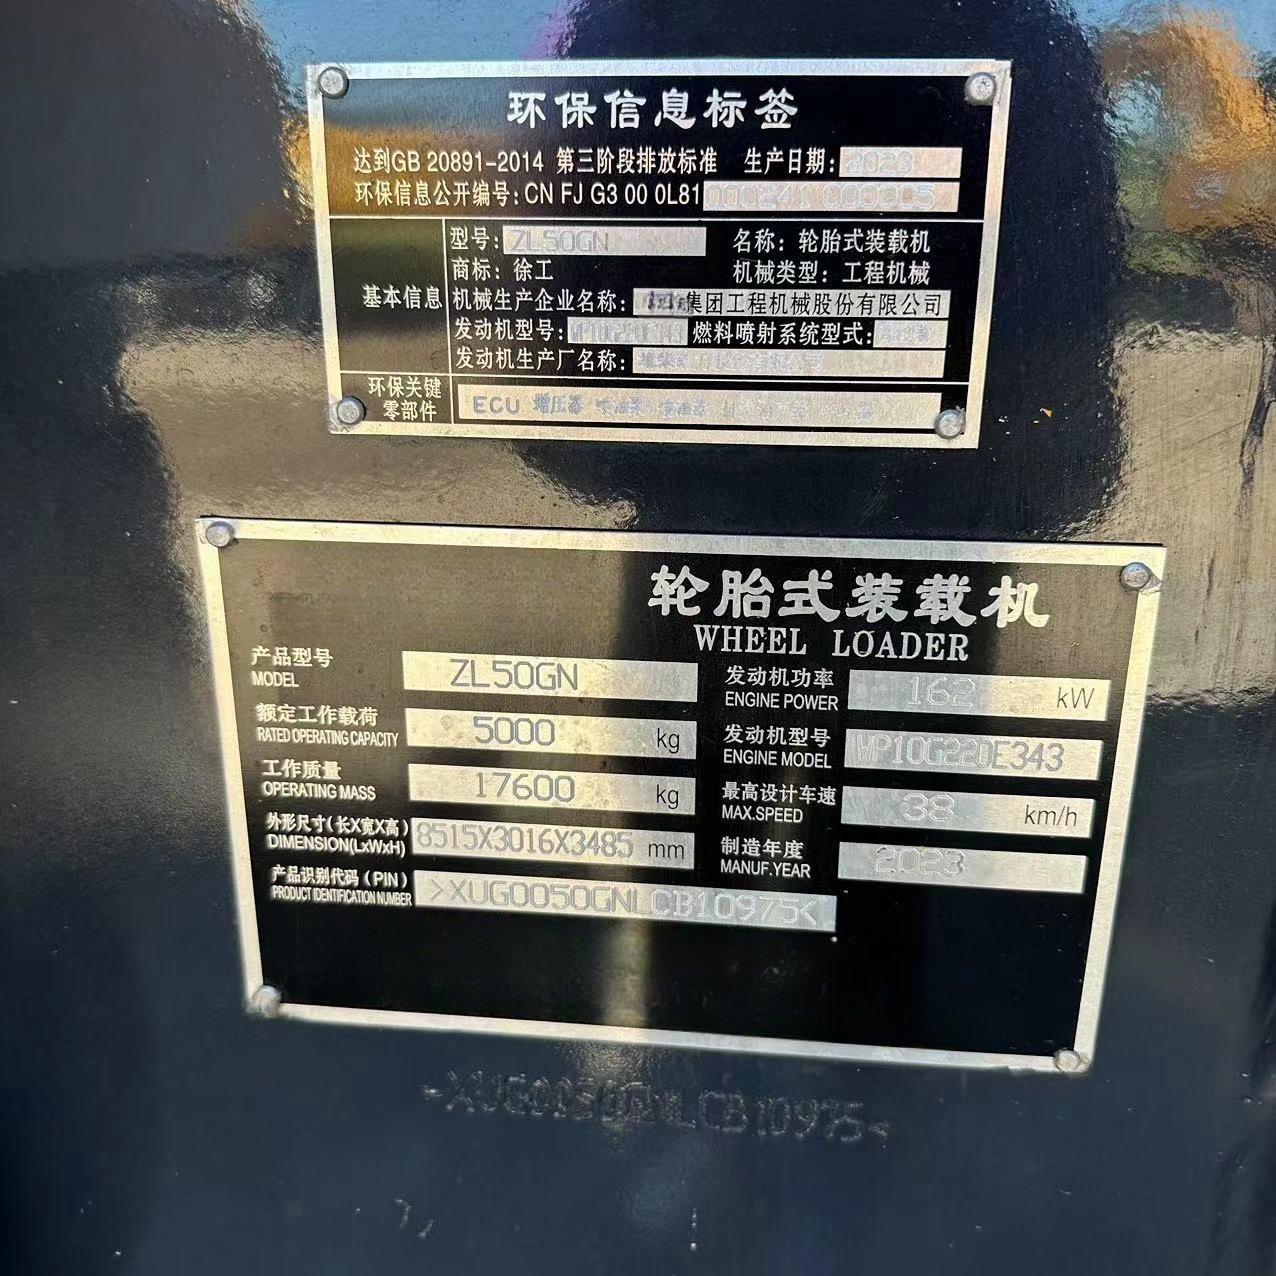 环保信息标签
达到GB 20891-2014 第三阶段排放标准 生产日期: 2023
环保信息公开编号: CN FJ G3 00 0L81
基本信息
型号: ZL50GN 名称: 轮胎式装载机
商标: 徐工 机械类型: 工程机械
机械生产企业名称: 集团工程机械股份有限公司
发动机型号: 燃料喷射系统型式:
发动机生产厂名称:
环保关键
零部件
ECU 增压器
轮胎式装载机
WHEEL LOADER
产品型号 ZL50GN
MODEL
额定工作载荷 5000 kg
RATED OPERATING CAPACITY
工作质量 17600 kg
OPERATING MASS
外形尺寸(长X宽X高) 8515X3016X3485 mm
DIMENSION(LxWxH)
产品识别代码(PIN) >XUG0050GNLCB10975<
PRODUCT IDENTIFICATION NUMBER
发动机功率 162 kW
ENGINE POWER
发动机型号 WP10G220E343
ENGINE MODEL
最高设计车速 38 km/h
MAX.SPEED
制造年度 2023
MANUF.YEAR
XUG0050GNLCB10975